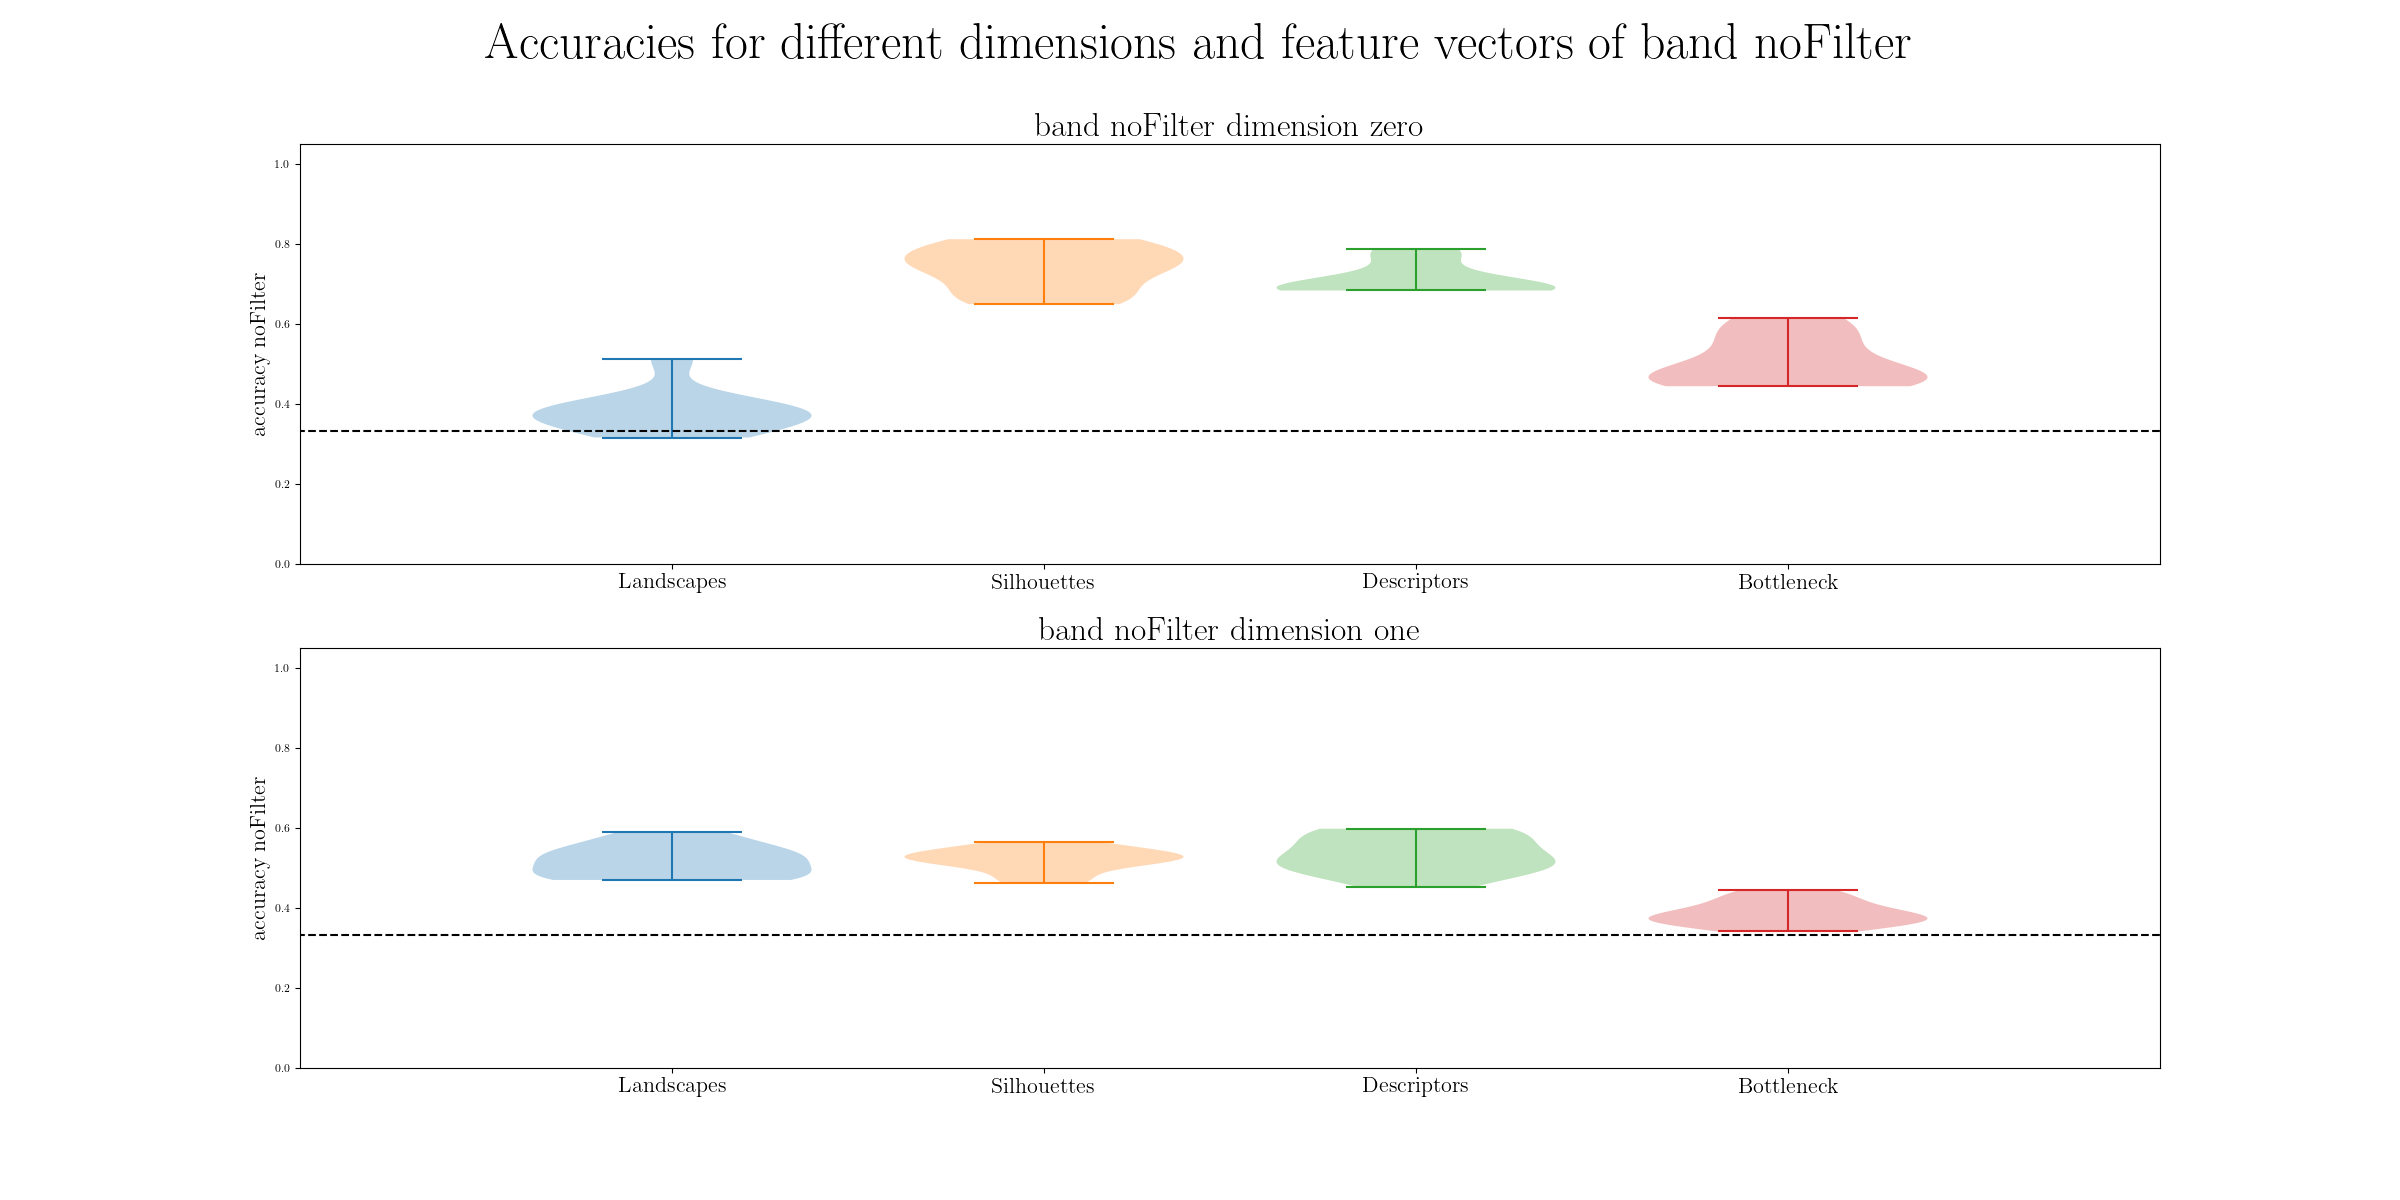 Accuracies for different dimensions and feature vectors of band noFilter
band noFilter dimension zero
accuracy noFilter
1.0
0.8
0.6
0.4
0.2
0.0
Landscapes Silhouettes Descriptors Bottleneck
band noFilter dimension one
accuracy noFilter
1.0
0.8
0.6
0.4
0.2
0.0
Landscapes Silhouettes Descriptors Bottleneck